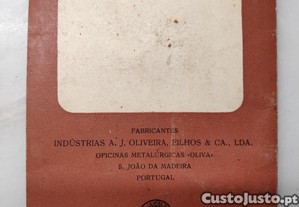 FABRICANTES
INDÚSTRIAS A. J. OLIVEIRA, FILHOS & CA., LDA.
OFICINAS METALÚRGICAS «OLIVA»
S. JOÃO DA MADEIRA
PORTUGAL
CustoJusto.pt